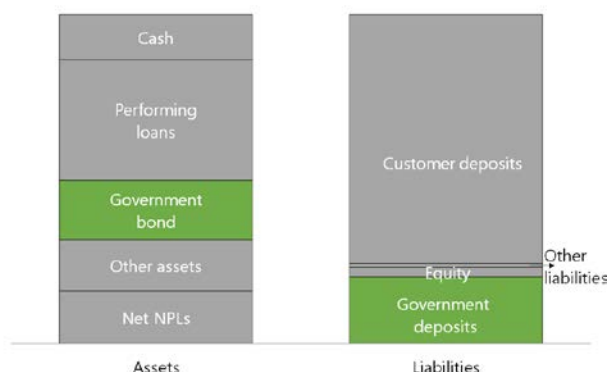 Cash
Performing
loans
Government
bond
Other assets
Net NPLs
Assets
Customer deposits
Other
liabilities
Equity
Government
deposits
Liabilities